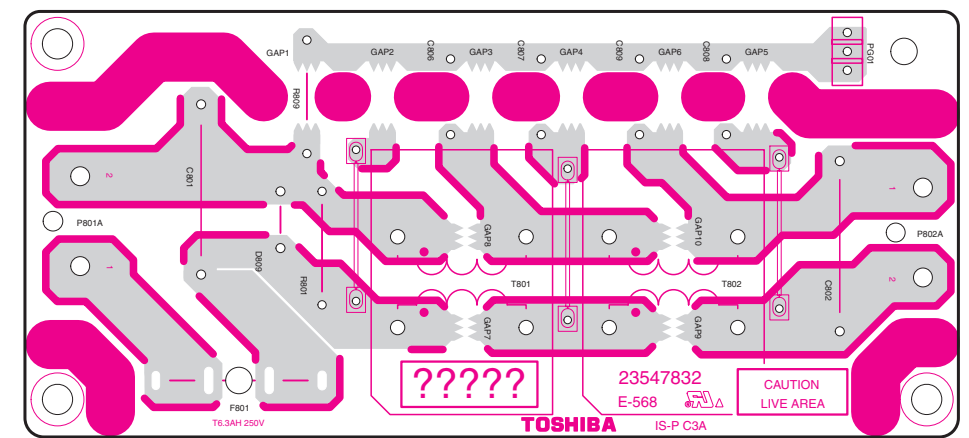 GAP1
GAP2
C806
GAP3
C807
GAP4
C809
GAP6
C808
GAP5
PG01
R809
2
C801
1
P801A
P802A
GAP8
GAP10
1
D809
R801
T801
T802
C802
2
GAP7
GAP9
?????
23547832
E-568
CAUTION
LIVE AREA
F801
T6.3AH 250V
TOSHIBA
IS-P C3A